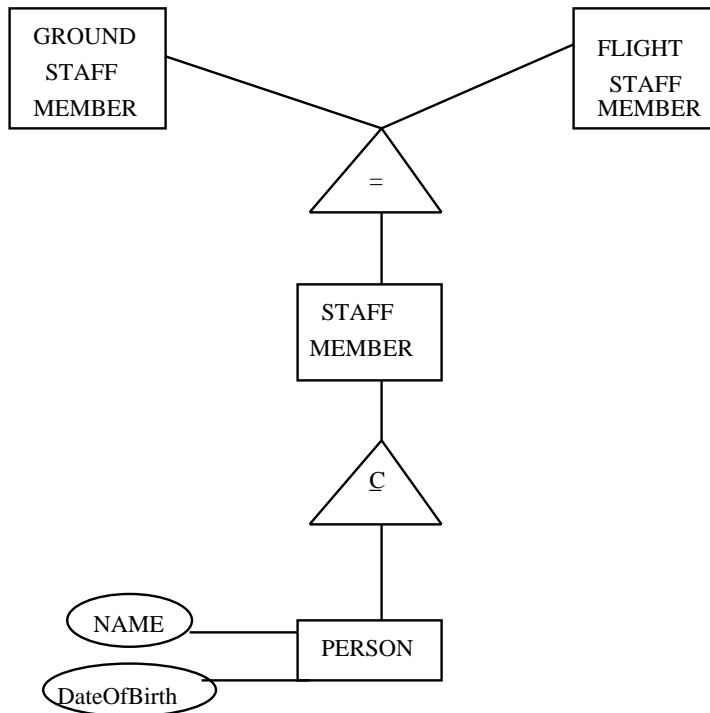 GROUND
STAFF
MEMBER
FLIGHT
STAFF
MEMBER
=
STAFF
MEMBER
C
NAME
PERSON
DateOfBirth